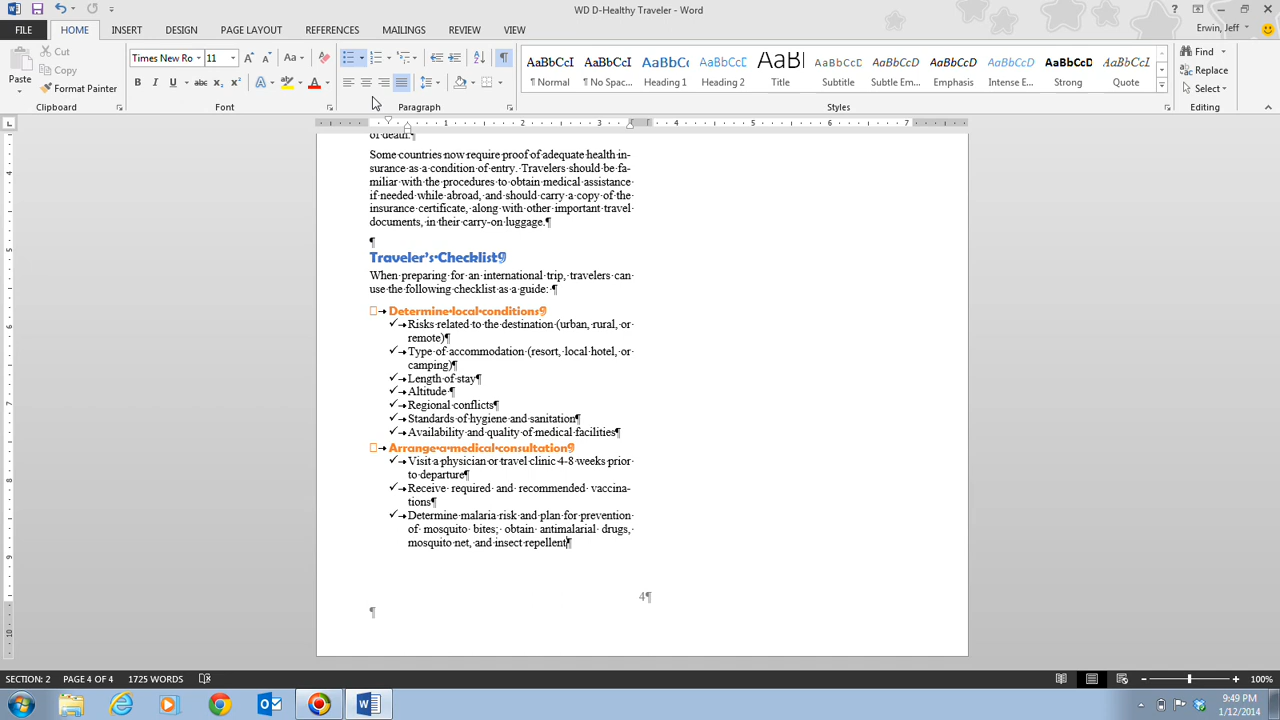 WD D-Healthy Traveler - Word
FILE HOME INSERT DESIGN PAGE LAYOUT REFERENCES MAILINGS REVIEW VIEW Erwin, Jeff
Paste
Cut
Copy
Format Painter
Clipboard
Times New Ro 11
Font
Paragraph
AaBbCcI AaBbCcI AaBbCc AaBbCcD AaBl AaBbCcD AaBbCcD AaBbCcD AaBbCcD AaBbCcD
¶ Normal ¶ No Spac... Heading 1 Heading 2 Title Subtitle Subtle Em... Emphasis Intense E... Strong
Styles
Find
Replace
Select
Editing
1 2 3 4 5 6 7
of death.¶
Some countries now require proof of adequate health in-
surance as a condition of entry. Travelers should be fa-
miliar with the procedures to obtain medical assistance
if needed while abroad, and should carry a copy of the
insurance certificate, along with other important travel
documents, in their carry-on luggage.¶
¶
Traveler's Checklist¶
When preparing for an international trip, travelers can
use the following checklist as a guide: ¶
Determine local conditions¶
Risks related to the destination (urban, rural, or
remote)¶
Type of accommodation (resort, local hotel, or
camping)¶
Length of stay¶
Altitude ¶
Regional conflicts¶
Standards of hygiene and sanitation¶
Availability and quality of medical facilities¶
Arrange a medical consultation¶
Visit a physician or travel clinic 4-8 weeks prior
to departure¶
Receive required and recommended vaccina-
tions¶
Determine malaria risk and plan for prevention
of mosquito bites; obtain antimalarial drugs,
mosquito net, and insect repellent¶
4¶
¶
SECTION: 2 PAGE 4 OF 4 1725 WORDS 100%
9:49 PM
1/12/2014